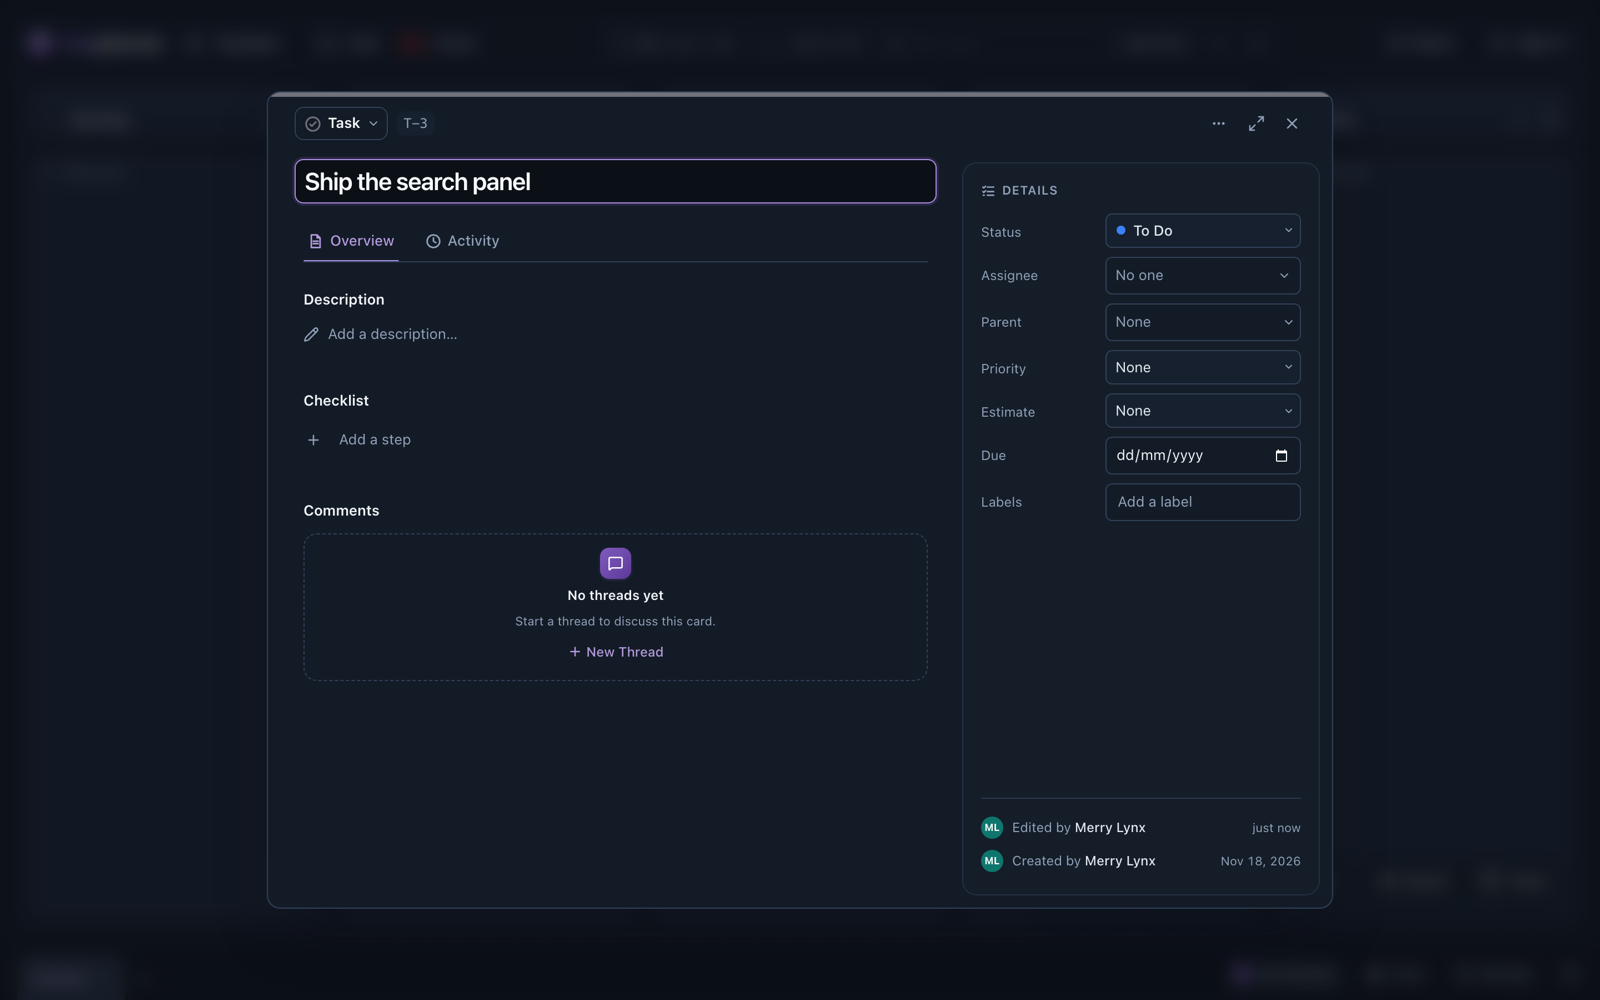 Task
T–3
Ship the search panel
Overview
Activity
Description
Add a description...
Checklist
Add a step
Comments
No threads yet
Start a thread to discuss this card.
New Thread
DETAILS
Status
To Do
Assignee
No one
Parent
None
Priority
None
Estimate
None
Due
dd/mm/yyyy
Labels
Add a label
ML Edited by Merry Lynx just now
ML Created by Merry Lynx Nov 18, 2026